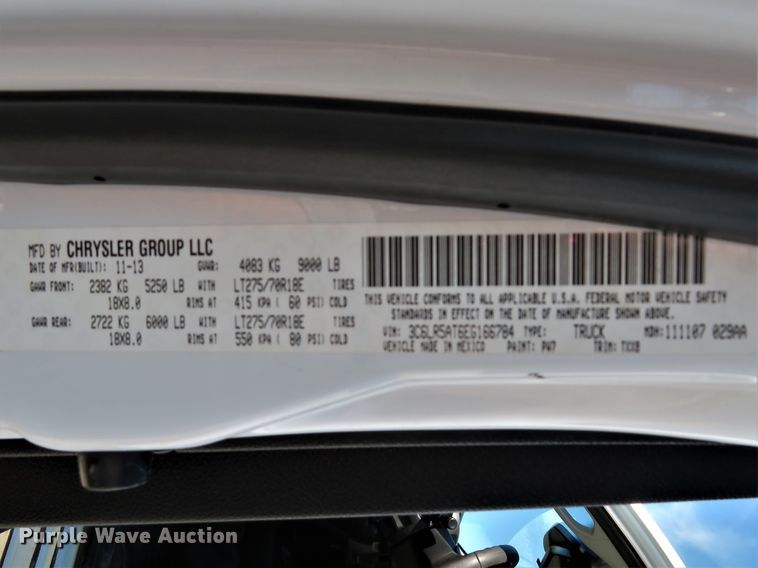 MFD BY CHRYSLER GROUP LLC
DATE OF MFR(BUILT): 11-13 GVWR: 4083 KG 9000 LB
GAWR FRONT: 2382 KG 5250 LB LT275/70R18E TIRES
18X8.0 RIMS AT 415 KPA ( 60 PSI) COLD
GAWR REAR: 2722 KG 6000 LB LT275/70R18E TIRES
18X8.0 RIMS AT 550 KPA ( 80 PSI) COLD
THIS VEHICLE CONFORMS TO ALL APPLICABLE U.S.A. FEDERAL MOTOR VEHICLE SAFETY
STANDARDS IN EFFECT ON THE DATE OF MANUFACTURE SHOWN ABOVE
VIN: 3C6LR5AT6EG166784 TYPE: TRUCK MDH: 111107 029AA
VEHICLE MADE IN MEXICO PAINT: PW7 TRIM: TXX8
Purple Wave Auction